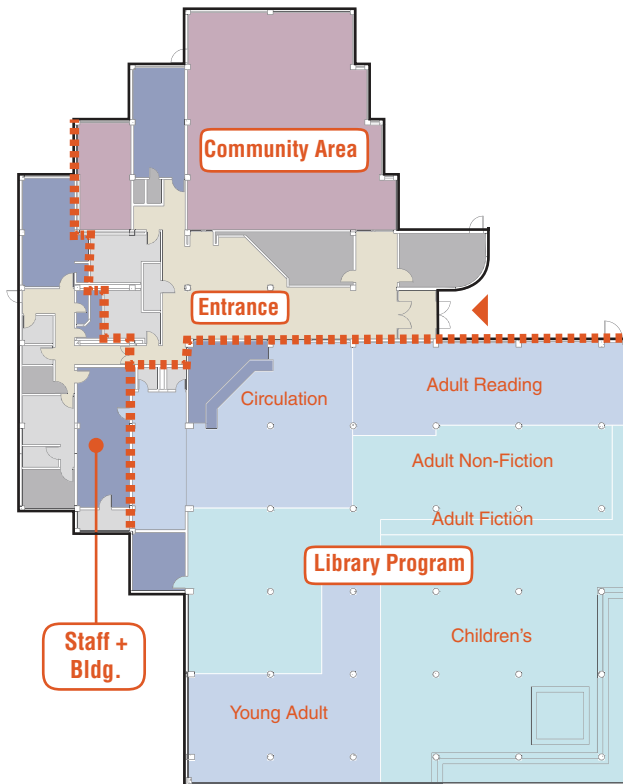 Community Area
Entrance
Circulation
Adult Reading
Adult Non-Fiction
Adult Fiction
Library Program
Children's
Staff +
Bldg.
Young Adult